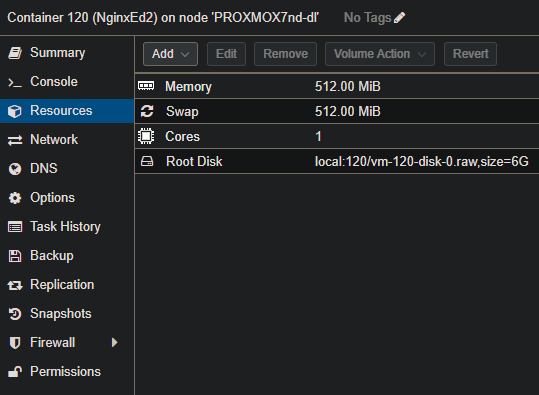 Container 120 (NginxEd2) on node 'PROXMOX7nd-dl' No Tags
Summary
Console
Resources
Network
DNS
Options
Task History
Backup
Replication
Snapshots
Firewall
Permissions
Add Edit Remove Volume Action Revert
Memory 512.00 MiB
Swap 512.00 MiB
Cores 1
Root Disk local:120/vm-120-disk-0.raw,size=6G